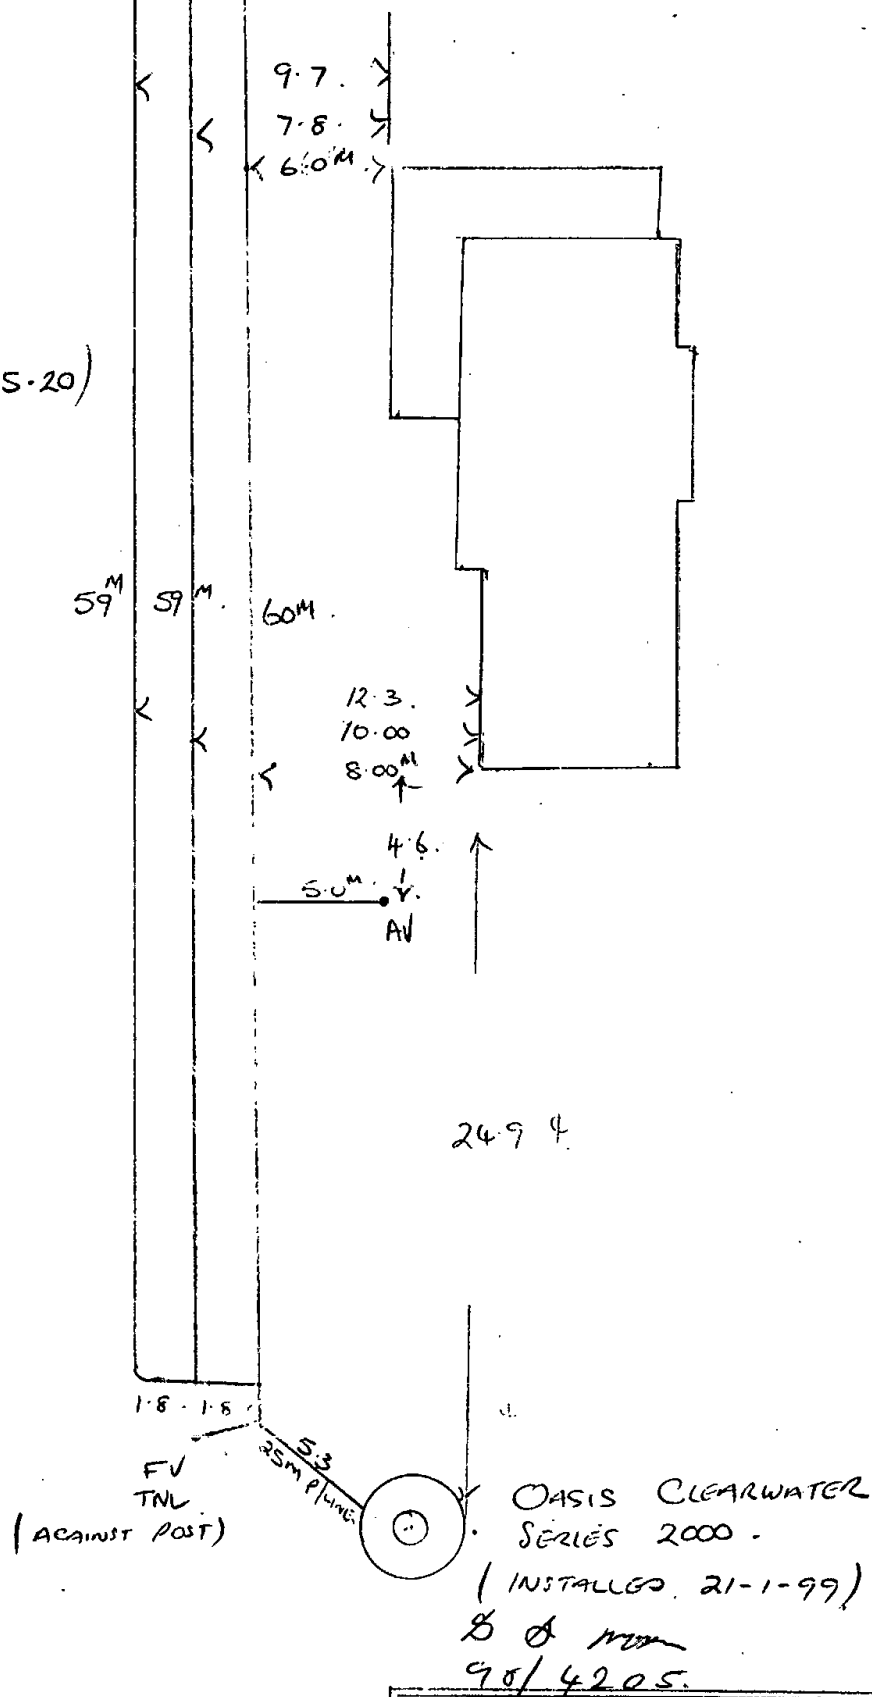 9.7.
7.8.
6.0ᴹ.
5.20)
59ᴹ 59ᴹ. 60ᴹ.
12.3.
10.00
8.00ᴹ
4.6.
5.0ᴹ.
AV
24.9
1.8 . 1.8
5.3
25M P/LINE
FV
TNL
(AGAINST POST)
OASIS CLEARWATER
SERIES 2000.
(INSTALLED 21-1-99)
4205.